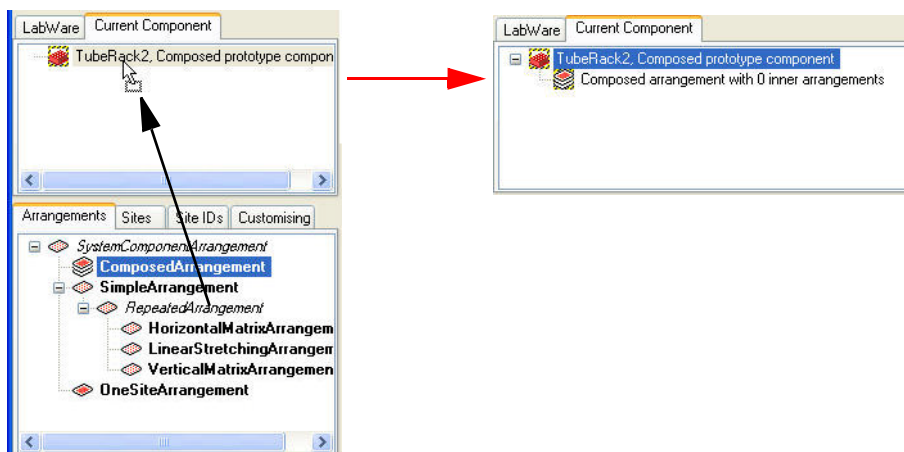 LabWare Current Component
TubeRack2, Composed prototype compon
Arrangements Sites Site IDs Customising
SystemComponentArrangement
ComposedArrangement
SimpleArrangement
RepeatedArrangement
HorizontalMatrixArrangem
LinearStretchingArrangem
VerticalMatrixArrangemen
OneSiteArrangement
LabWare Current Component
TubeRack2, Composed prototype component
Composed arrangement with 0 inner arrangements